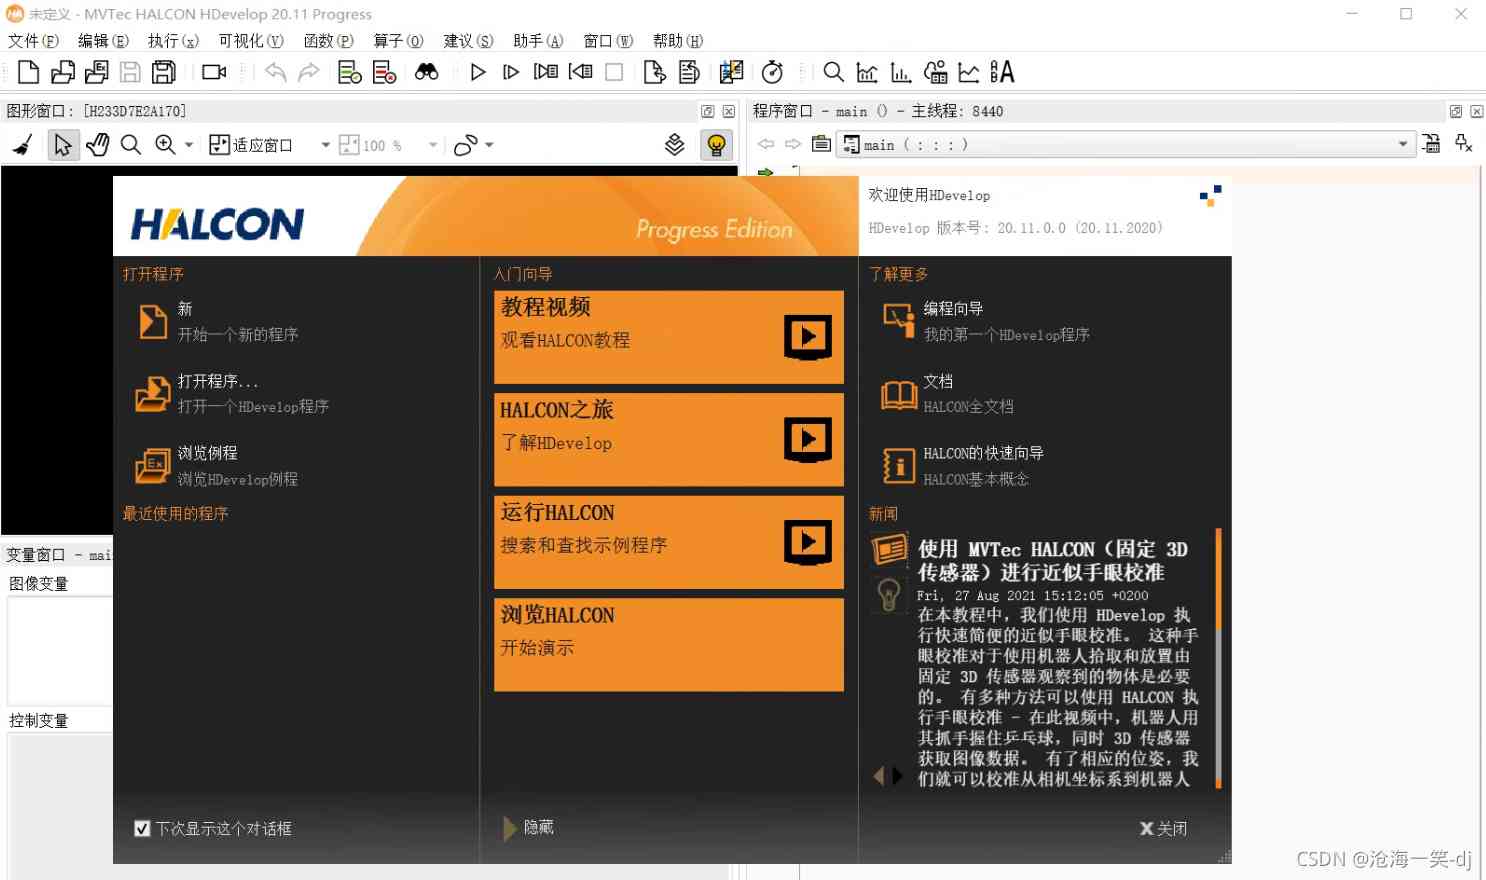 未定义 - MVTec HALCON HDevelop 20.11 Progress
文件(F) 编辑(E) 执行(x) 可视化(V) 函数(P) 算子(O) 建议(S) 助手(A) 窗口(W) 帮助(H)
图形窗口: [H233D7E2A170]
程序窗口 - main () - 主线程: 8440
适应窗口 100 %
main ( : : : )
HALCON
Progress Edition
欢迎使用HDevelop
HDevelop 版本号: 20.11.0.0 (20.11.2020)
打开程序
新
开始一个新的程序
打开程序...
打开一个HDevelop程序
Ex
浏览例程
浏览HDevelop例程
最近使用的程序
入门向导
教程视频
观看HALCON教程
HALCON之旅
了解HDevelop
运行HALCON
搜索和查找示例程序
浏览HALCON
开始演示
了解更多
编程向导
我的第一个HDevelop程序
文档
HALCON全文档
HALCON的快速向导
HALCON基本概念
新闻
使用 MVTec HALCON（固定 3D
传感器）进行近似手眼校准
Fri, 27 Aug 2021 15:12:05 +0200
在本教程中，我们使用 HDevelop 执
行快速简便的近似手眼校准。 这种手
眼校准对于使用机器人拾取和放置由
固定 3D 传感器观察到的物体是必要
的。 有多种方法可以使用 HALCON 执
行手眼校准 - 在此视频中，机器人用
其抓手握住乒乓球，同时 3D 传感器
获取图像数据。 有了相应的位姿，我
们就可以校准从相机坐标系到机器人
变量窗口 - mai
图像变量
控制变量
下次显示这个对话框
隐藏
X 关闭
CSDN @沧海一笑-dj